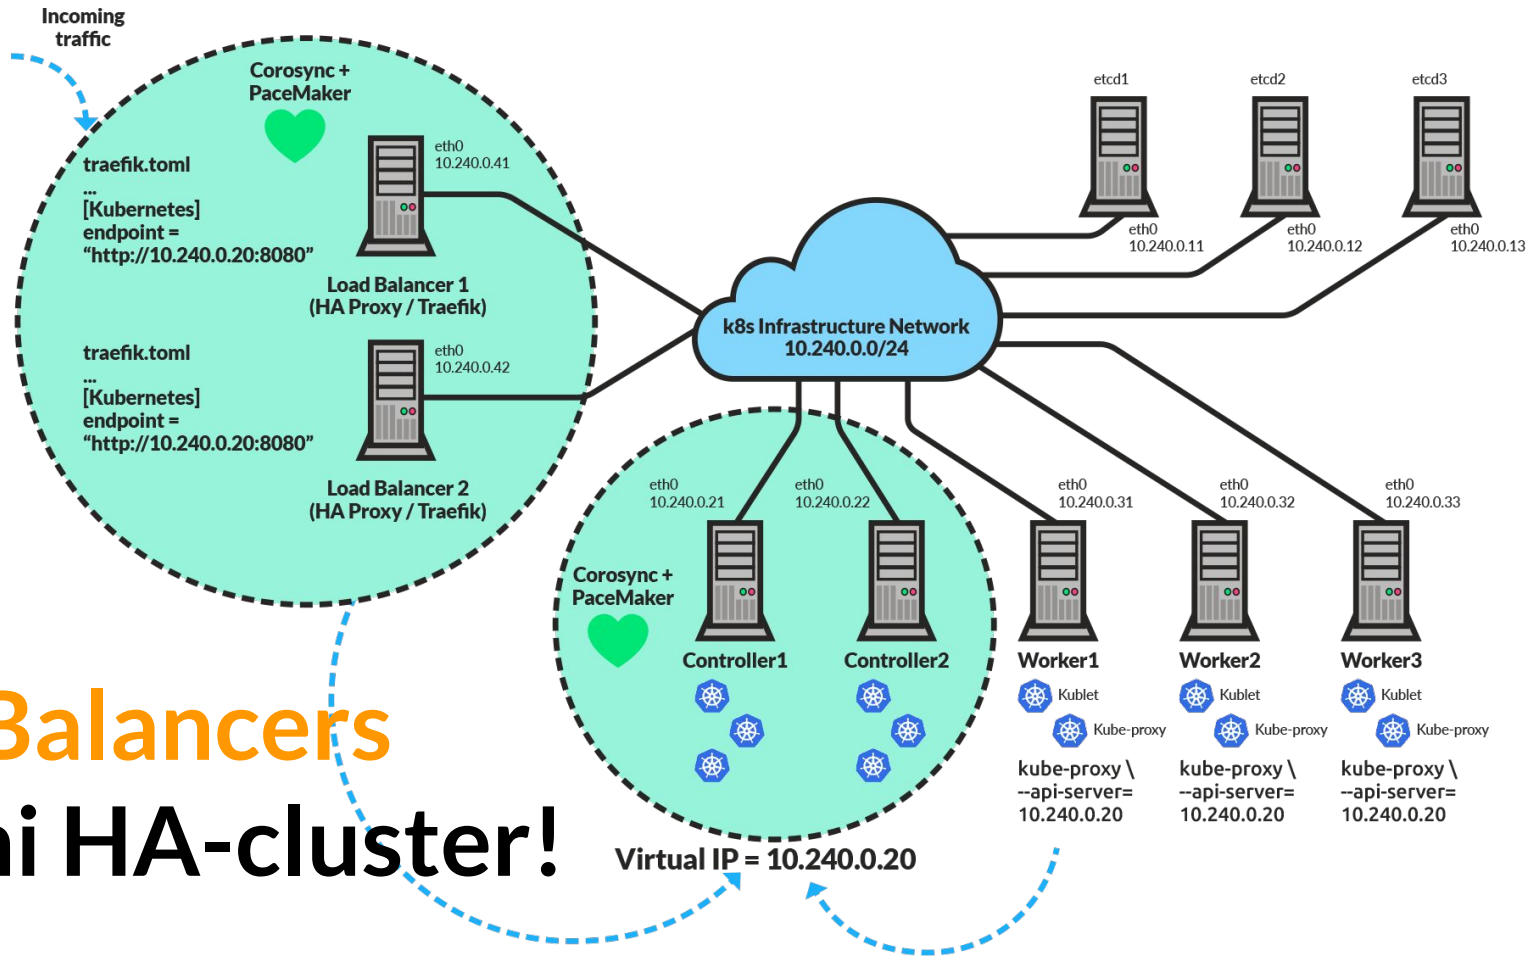 Incoming
traffic
Corosync +
PaceMaker
traefik.toml
...
[Kubernetes]
endpoint =
“http://10.240.0.20:8080”
eth0
10.240.0.41
Load Balancer 1
(HA Proxy / Traefik)
traefik.toml
...
[Kubernetes]
endpoint =
“http://10.240.0.20:8080”
eth0
10.240.0.42
Load Balancer 2
(HA Proxy / Traefik)
k8s Infrastructure Network
10.240.0.0/24
etcd1
eth0
10.240.0.11
etcd2
eth0
10.240.0.12
etcd3
eth0
10.240.0.13
Corosync +
PaceMaker
eth0
10.240.0.21
Controller1
eth0
10.240.0.22
Controller2
Virtual IP = 10.240.0.20
eth0
10.240.0.31
Worker1
Kublet
Kube-proxy
kube-proxy \
--api-server=
10.240.0.20
eth0
10.240.0.32
Worker2
Kublet
Kube-proxy
kube-proxy \
--api-server=
10.240.0.20
eth0
10.240.0.33
Worker3
Kublet
Kube-proxy
kube-proxy \
--api-server=
10.240.0.20
Balancers
HA-cluster!